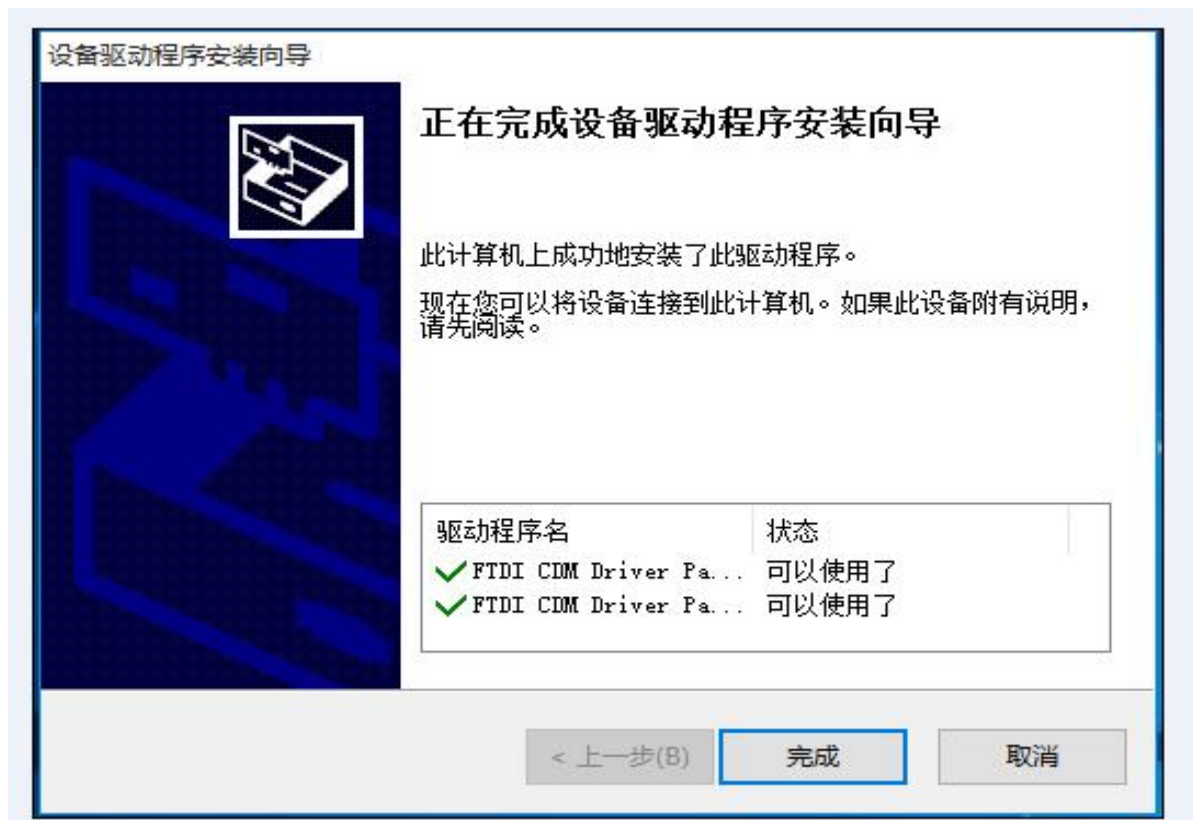 设备驱动程序安装向导
正在完成设备驱动程序安装向导
此计算机上成功地安装了此驱动程序。
现在您可以将设备连接到此计算机。如果此设备附有说明，
请先阅读。
驱动程序名 状态
FTDI CDM Driver Pa... 可以使用了
FTDI CDM Driver Pa... 可以使用了
< 上一步(B) 完成 取消